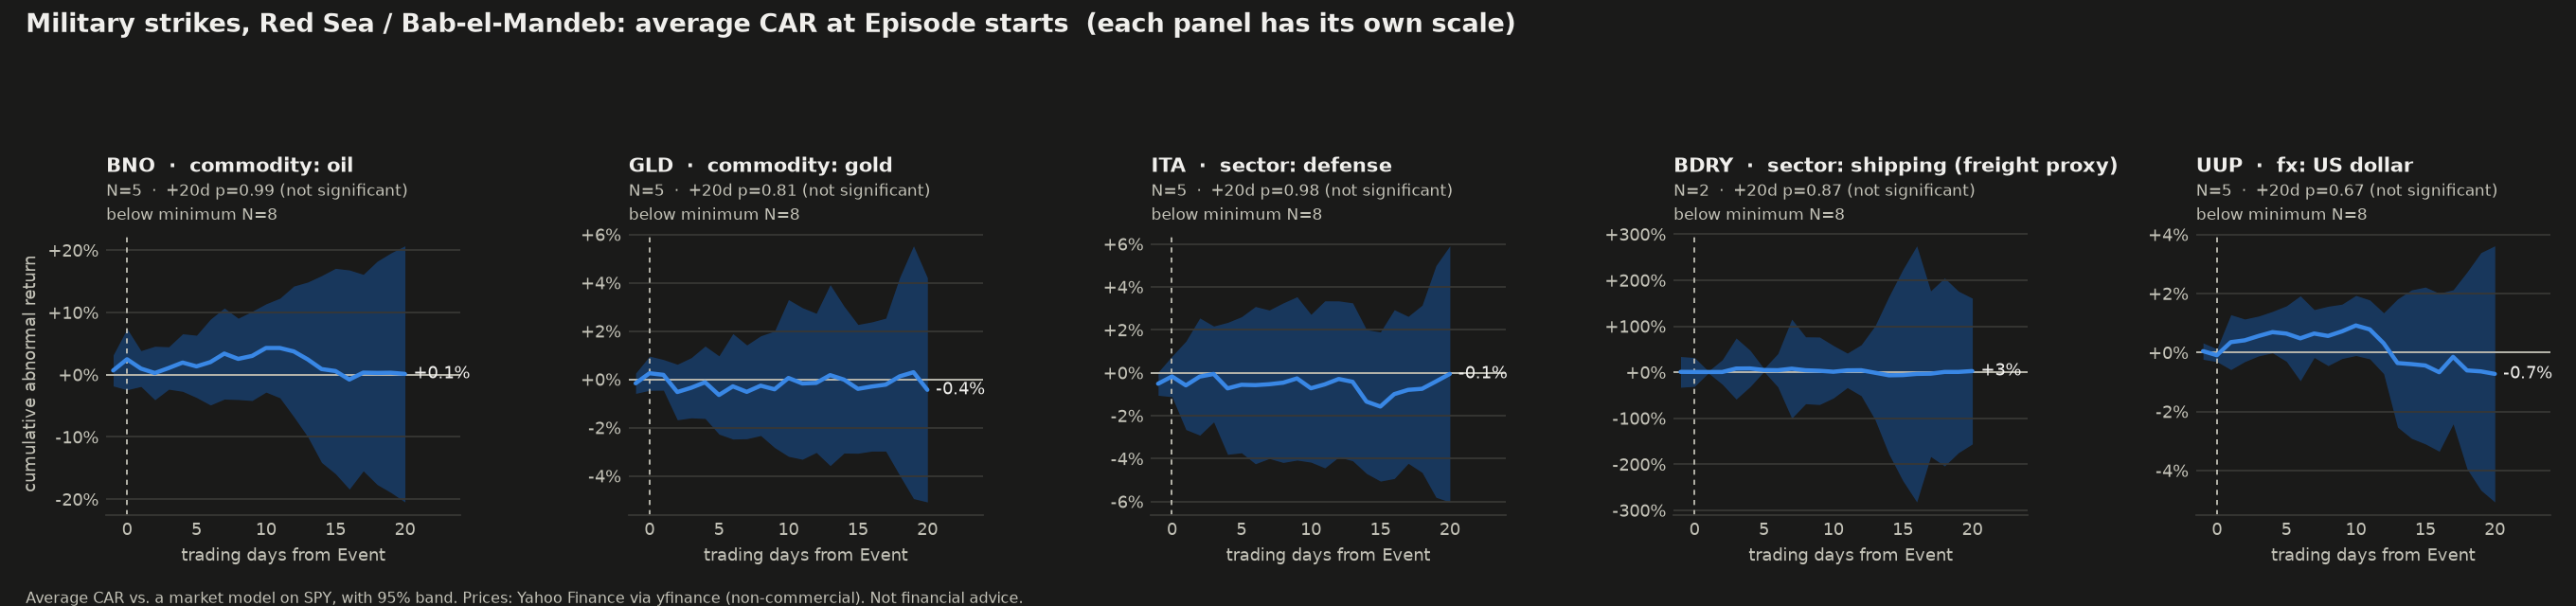 Military strikes, Red Sea / Bab-el-Mandeb: average CAR at Episode starts  (each panel has its own scale)
BNO · commodity: oil
N=5 · +20d p=0.99 (not significant)
below minimum N=8
+20%
+10%
+0%
-10%
-20%
cumulative abnormal return
+0.1%
0 5 10 15 20
trading days from Event
GLD · commodity: gold
N=5 · +20d p=0.81 (not significant)
below minimum N=8
+6%
+4%
+2%
+0%
-2%
-4%
-0.4%
0 5 10 15 20
trading days from Event
ITA · sector: defense
N=5 · +20d p=0.98 (not significant)
below minimum N=8
+6%
+4%
+2%
+0%
-2%
-4%
-6%
-0.1%
0 5 10 15 20
trading days from Event
BDRY · sector: shipping (freight proxy)
N=2 · +20d p=0.87 (not significant)
below minimum N=8
+300%
+200%
+100%
+0%
-100%
-200%
-300%
+3%
0 5 10 15 20
trading days from Event
UUP · fx: US dollar
N=5 · +20d p=0.67 (not significant)
below minimum N=8
+4%
+2%
+0%
-2%
-4%
-0.7%
0 5 10 15 20
trading days from Event
Average CAR vs. a market model on SPY, with 95% band. Prices: Yahoo Finance via yfinance (non-commercial). Not financial advice.